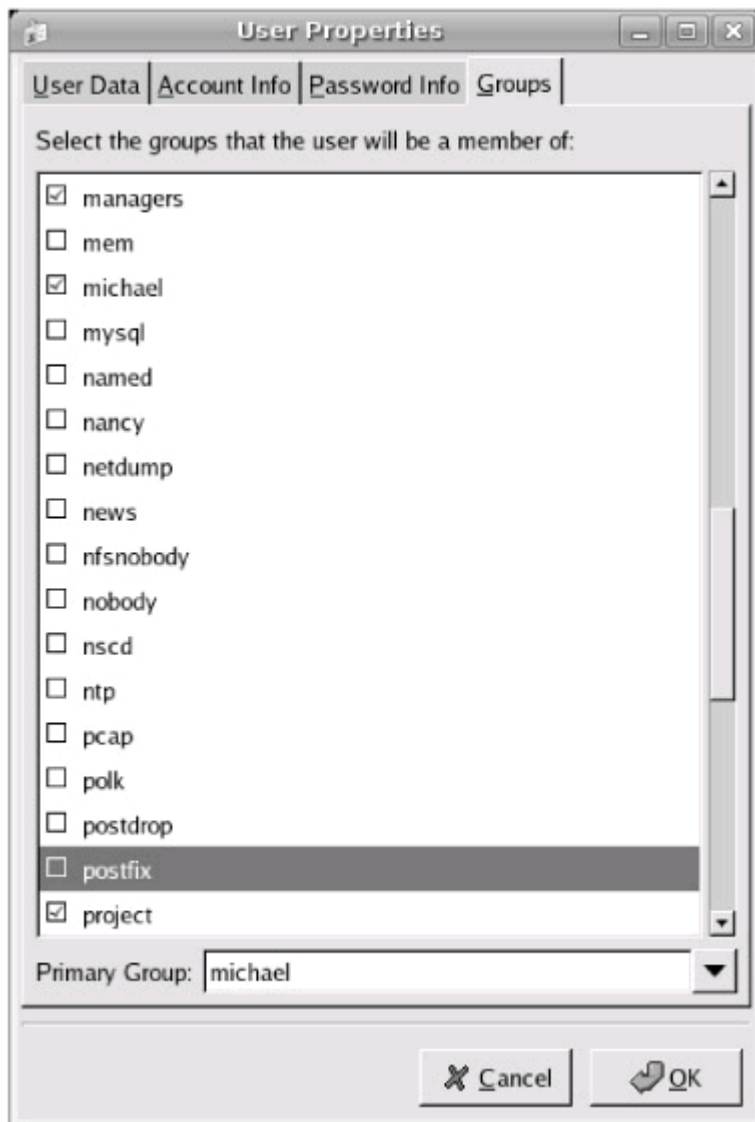 User Properties
User Data Account Info Password Info Groups
Select the groups that the user will be a member of:
managers
mem
michael
mysql
named
nancy
netdump
news
nfsnobody
nobody
nscd
ntp
pcap
polk
postdrop
postfix
project
Primary Group: michael
Cancel OK